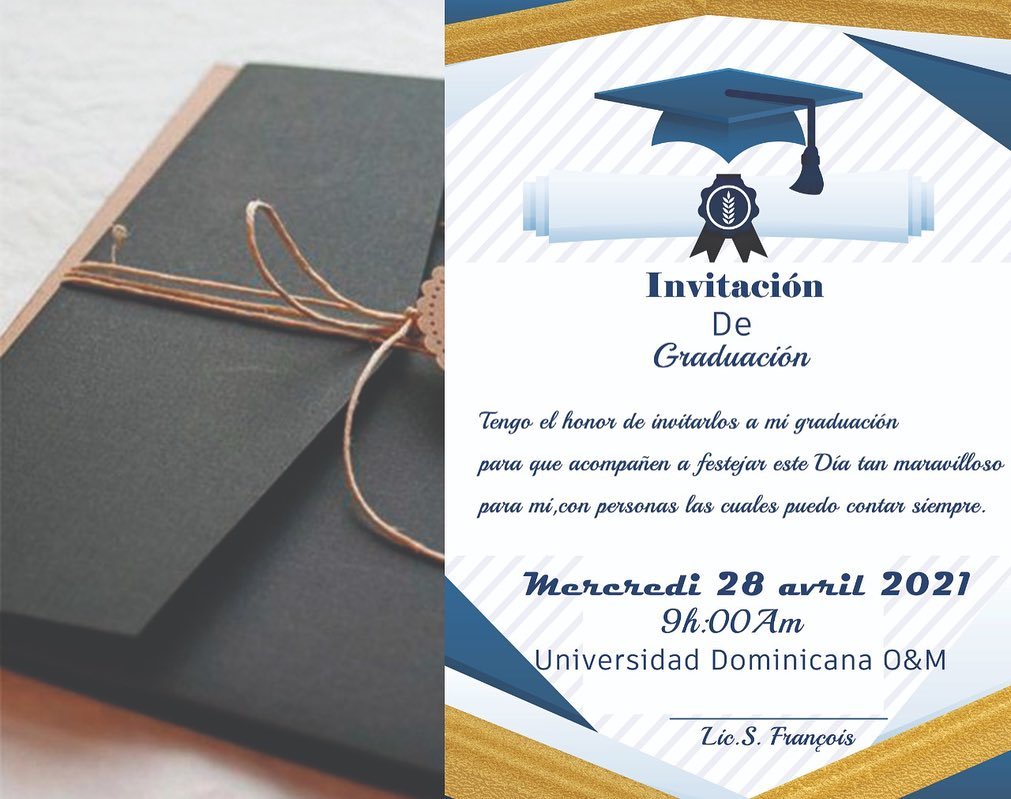 Invitación
De
Graduación
Tengo el honor de invitarlos a mi graduación
para que acompañen a festejar este Día tan maravilloso
para mí,con personas las cuales puedo contar siempre.
Mercredi 28 avril 2021
9h:00Am
Universidad Dominicana O&M
Lic.S. François